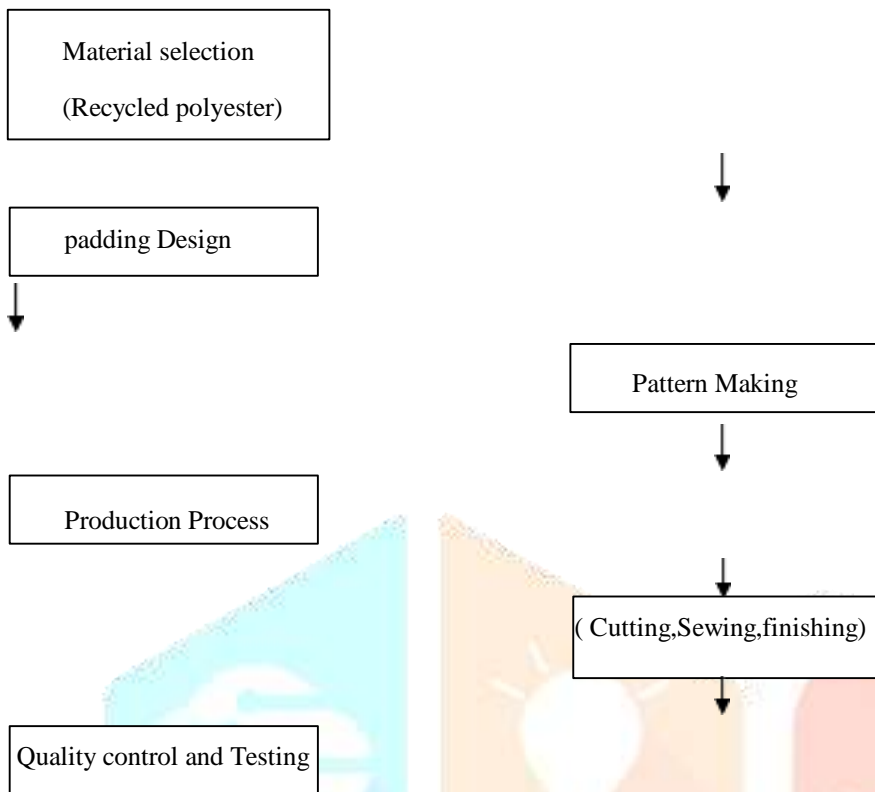 Material selection
(Recycled polyester)
padding Design
Pattern Making
Production Process
( Cutting,Sewing,finishing)
Quality control and Testing